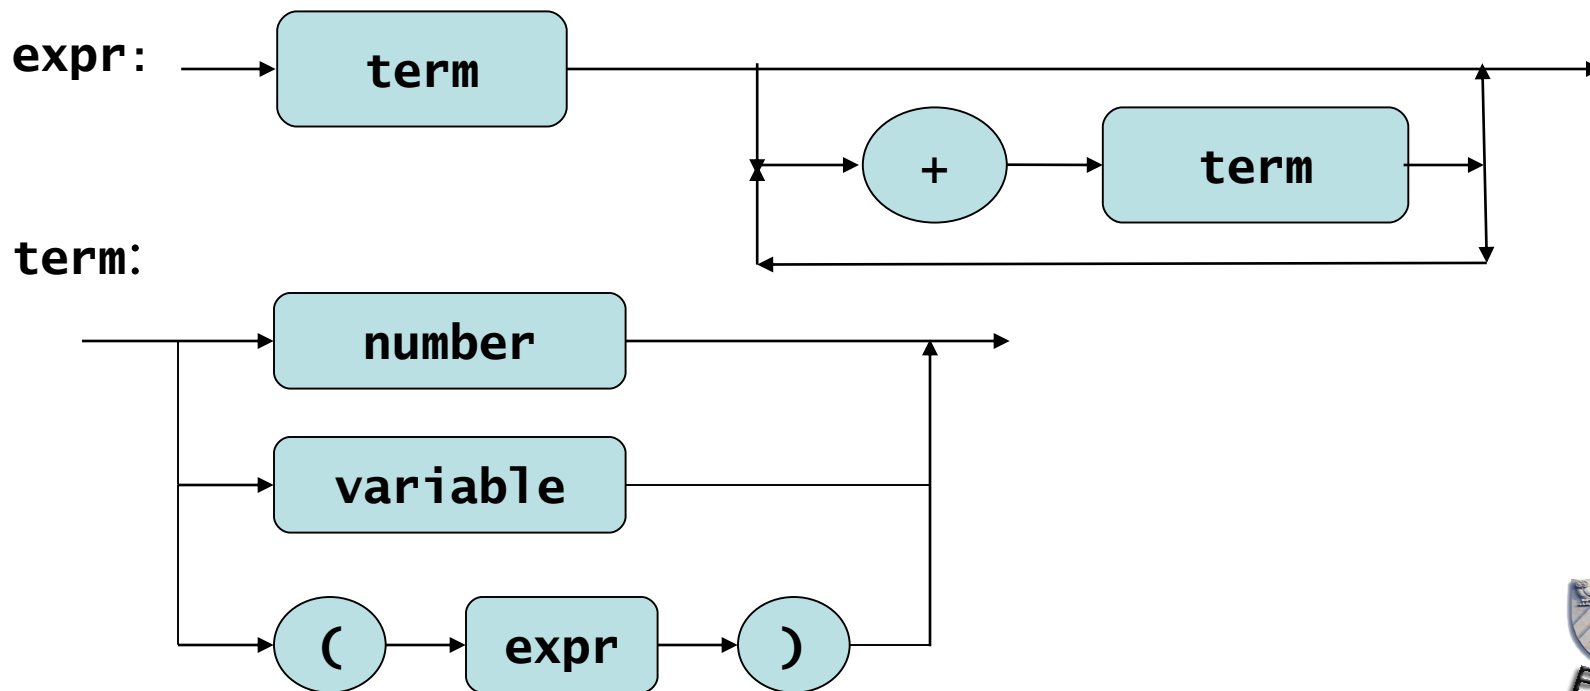 expr:
term
+
term
term:
number
variable
(
expr
)